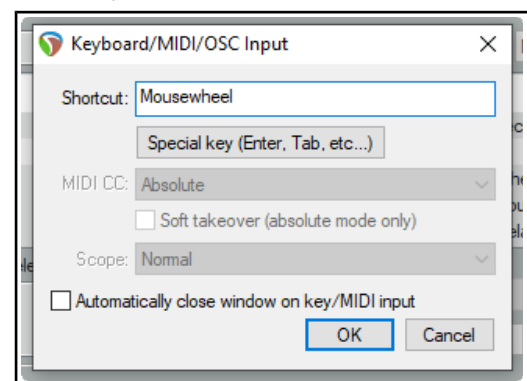 Keyboard/MIDI/OSC Input
Shortcut: Mousewheel
Special key (Enter, Tab, etc...)
MIDI CC: Absolute
Soft takeover (absolute mode only)
Scope: Normal
Automatically close window on key/MIDI input
OK Cancel